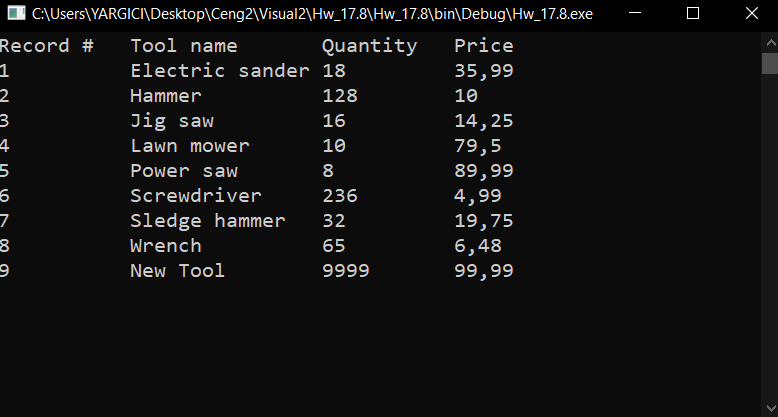 C:\Users\YARGICI\Desktop\Ceng2\Visual2\Hw_17.8\Hw_17.8\bin\Debug\Hw_17.8.exe
Record # Tool name Quantity Price
1 Electric sander 18 35,99
2 Hammer 128 10
3 Jig saw 16 14,25
4 Lawn mower 10 79,5
5 Power saw 8 89,99
6 Screwdriver 236 4,99
7 Sledge hammer 32 19,75
8 Wrench 65 6,48
9 New Tool 9999 99,99